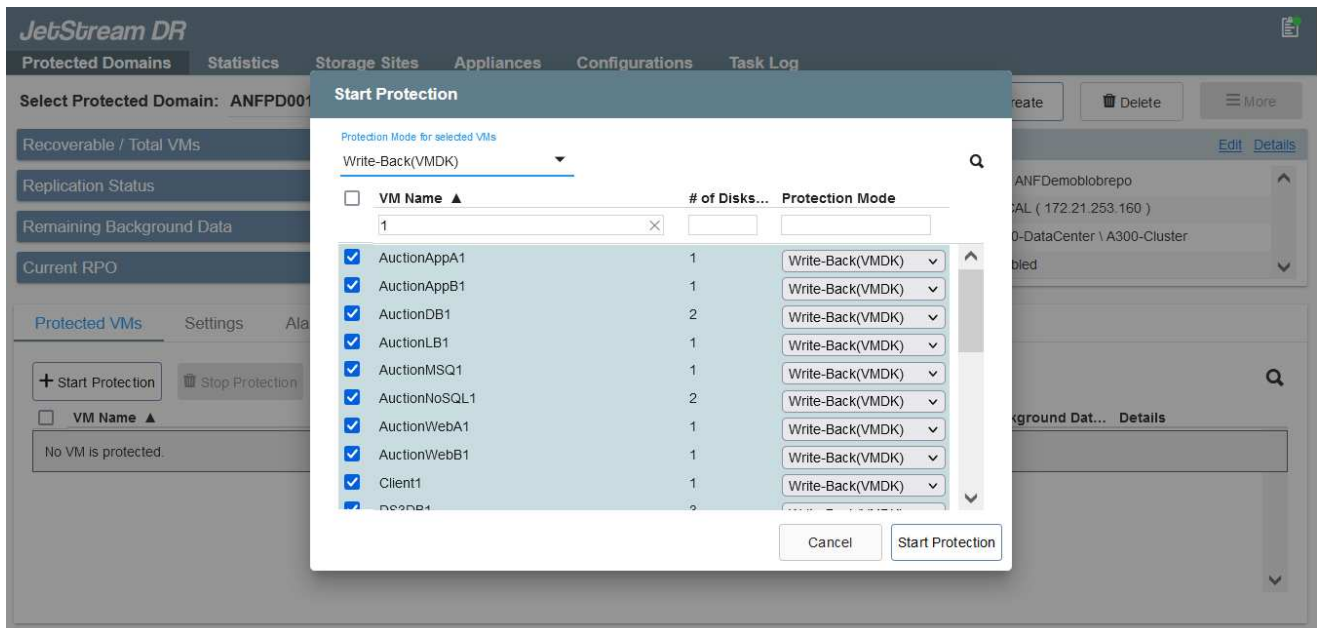 JetStream DR
Protected Domains Statistics Storage Sites Appliances Configurations Task Log
Select Protected Domain: ANFPD001
reate Delete More
Recoverable / Total VMs
Edit Details
Replication Status
ANFDemoblobrepo
CAL ( 172.21.253.160 )
Remaining Background Data
0-DataCenter \ A300-Cluster
Current RPO
bled
Protected VMs Settings Ala
+ Start Protection Stop Protection
VM Name ▲
kground Dat... Details
No VM is protected.
Start Protection
Protection Mode for selected VMs
Write-Back(VMDK)
VM Name ▲ # of Disks... Protection Mode
1
AuctionAppA1 1 Write-Back(VMDK)
AuctionAppB1 1 Write-Back(VMDK)
AuctionDB1 2 Write-Back(VMDK)
AuctionLB1 1 Write-Back(VMDK)
AuctionMSQ1 1 Write-Back(VMDK)
AuctionNoSQL1 2 Write-Back(VMDK)
AuctionWebA1 1 Write-Back(VMDK)
AuctionWebB1 1 Write-Back(VMDK)
Client1 1 Write-Back(VMDK)
DS3DB1
Cancel Start Protection